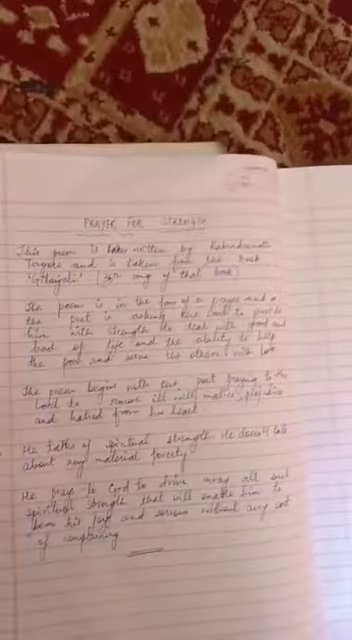 PRAYER FOR STRENGTH
This poem is taken written by Rabindranath
Tagore and is taken from the book
'Gitanjali' (36th song of that book)
The poem is in the form of a prayer and
the poet is asking the Lord to provide
him with strength to deal with good and
bad of life and the ability to help
the poor and serve the others with love
The poem begins with the poet praying to the
Lord to remove ill will, malice, prejudice
and hatred from his heart
He talks of spiritual strength. He doesn't talk
about any material poverty
He prays to God to drive away all
spiritual strength that will enable him to
bear his joys and sorrows without any sort
of complaining